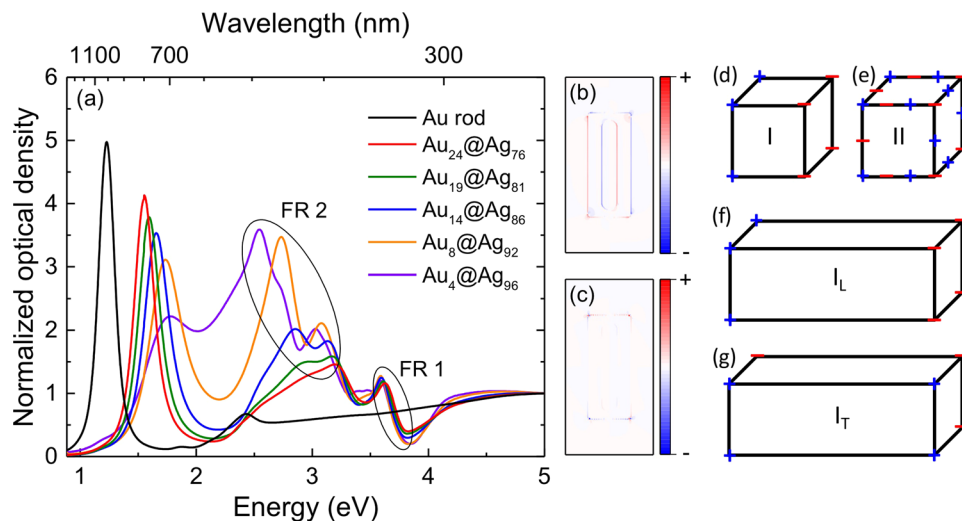 Wavelength (nm)
1100 700 300
(a)
Normalized optical density
6
5
4
3
2
1
0
Au rod
Au24@Ag76
Au19@Ag81
Au14@Ag86
Au8@Ag92
Au4@Ag96
FR 2
FR 1
1 2 3 4 5
Energy (eV)
(b)
+
-
(c)
+
-
(d) (e)
I II
(f)
IL
(g)
IT